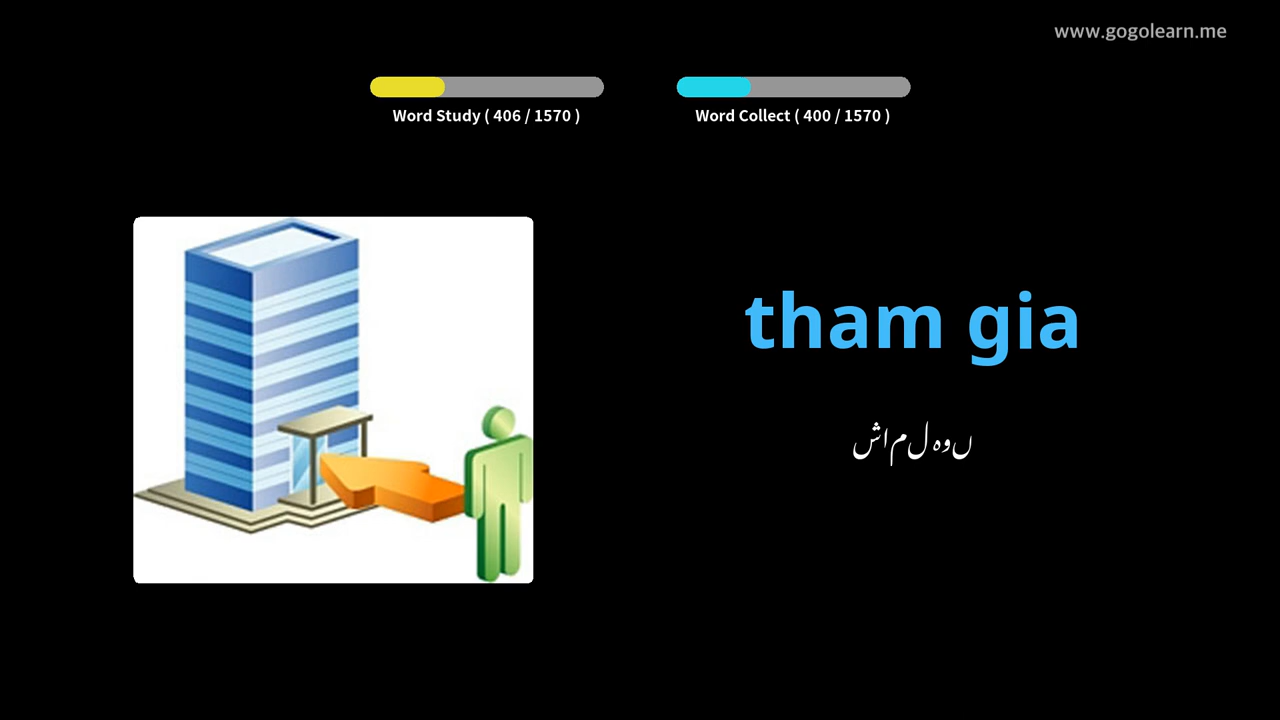 www.gogolearn.me
Word Study ( 406 / 1570 )
Word Collect ( 400 / 1570 )
tham gia
شامل ہوں